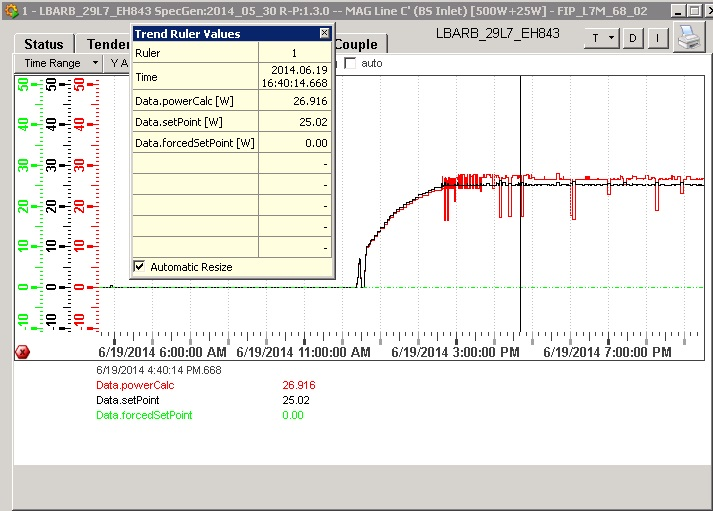 1 - LBARB_29L7_EH843 SpecGen:2014_05_30 R-P:1.3.0 -- MAG Line C' (BS Inlet) [500W+25W] - FIP_L7M_68_02
Status
Tender
Couple
LBARB_29L7_EH843
T
D
I
Time Range
Y A
auto
Trend Ruler Values
Ruler 1
Time 2014.06.19
16:40:14.668
Data.powerCalc [W] 26.916
Data.setPoint [W] 25.02
Data.forcedSetPoint [W] 0.00
-
-
-
-
-
Automatic Resize
50 50 50
40 40 40
30 30 30
20 20 20
10 10 10
0 0 0
-10 -10 -10
6/19/2014 6:00:00 AM 6/19/2014 11:00:00 AM 6/19/2014 3:00:00 PM 6/19/2014 7:00:00 PM
6/19/2014 4:40:14 PM.668
Data.powerCalc 26.916
Data.setPoint 25.02
Data.forcedSetPoint 0.00